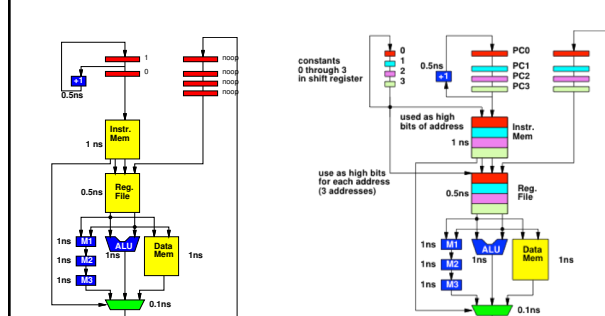 1
0
+1
0.5ns
noop
noop
noop
noop
Instr.
Mem
1 ns
0.5ns
Reg.
File
1ns
M1
ALU
1ns
Data
Mem
1ns
1ns
M2
1ns
M3
0.1ns
constants
0 through 3
in shift register
0
1
2
3
0.5ns
+1
PC0
PC1
PC2
PC3
used as high
bits of address
1 ns
Instr.
Mem
use as high bits
for each address
(3 addresses)
0.5ns
Reg.
File
1ns
M1
ALU
1ns
Data
Mem
1ns
1ns
M2
1ns
M3
0.1ns